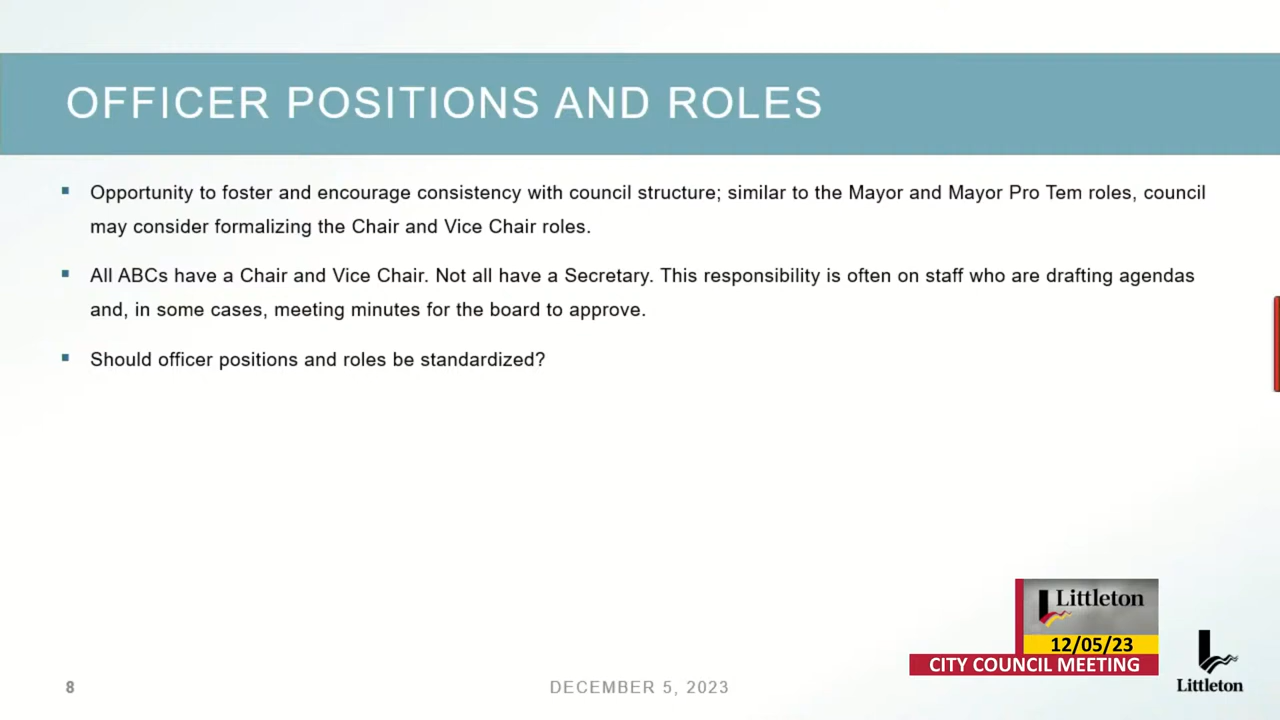 OFFICER POSITIONS AND ROLES
Opportunity to foster and encourage consistency with council structure; similar to the Mayor and Mayor Pro Tem roles, council
may consider formalizing the Chair and Vice Chair roles.
All ABCs have a Chair and Vice Chair. Not all have a Secretary. This responsibility is often on staff who are drafting agendas
and, in some cases, meeting minutes for the board to approve.
Should officer positions and roles be standardized?
Littleton
12/05/23
CITY COUNCIL MEETING
Littleton
8
DECEMBER 5, 2023